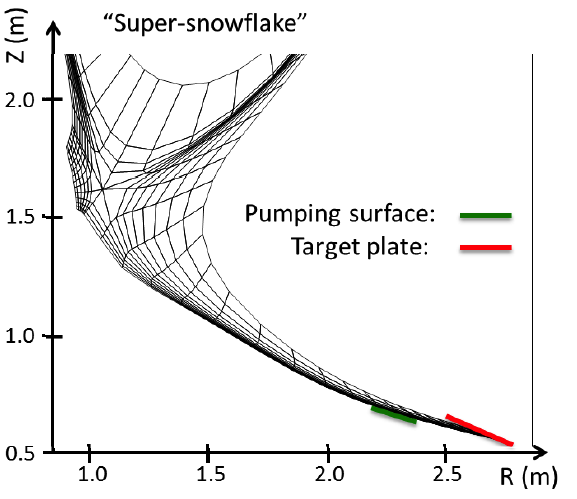 “Super-snowflake”
Z (m)
2.0
1.5
1.0
0.5
Pumping surface:
Target plate:
1.0 1.5 2.0 2.5 R (m)